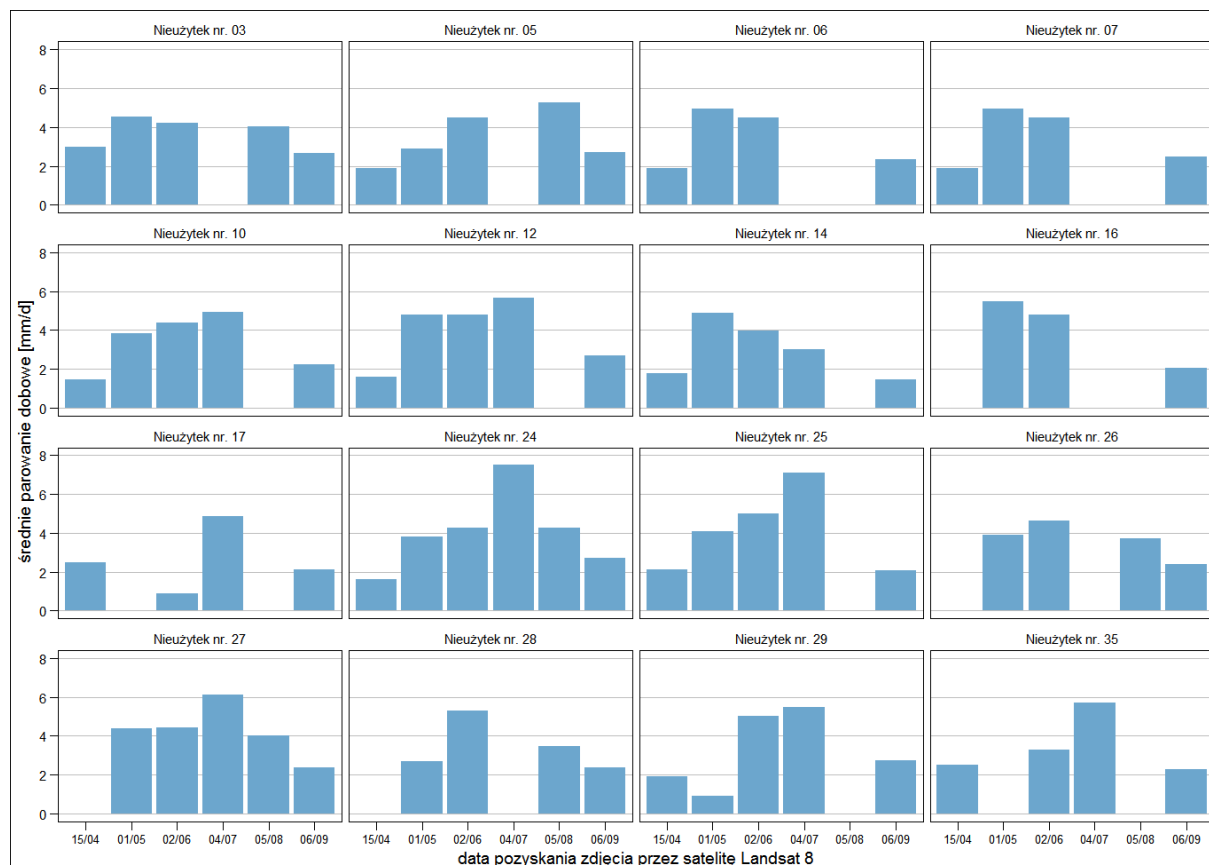 Nieużytek nr. 03 Nieużytek nr. 05 Nieużytek nr. 06 Nieużytek nr. 07
8
6
4
2
0
Nieużytek nr. 10 Nieużytek nr. 12 Nieużytek nr. 14 Nieużytek nr. 16
8
6
4
2
0
średnie parowanie dobowe [mm/d]
Nieużytek nr. 17 Nieużytek nr. 24 Nieużytek nr. 25 Nieużytek nr. 26
8
6
4
2
0
Nieużytek nr. 27 Nieużytek nr. 28 Nieużytek nr. 29 Nieużytek nr. 35
8
6
4
2
0
15/04 01/05 02/06 04/07 05/08 06/09 15/04 01/05 02/06 04/07 05/08 06/09 15/04 01/05 02/06 04/07 05/08 06/09 15/04 01/05 02/06 04/07 05/08 06/09
data pozyskania zdjęcia przez satelitę Landsat 8